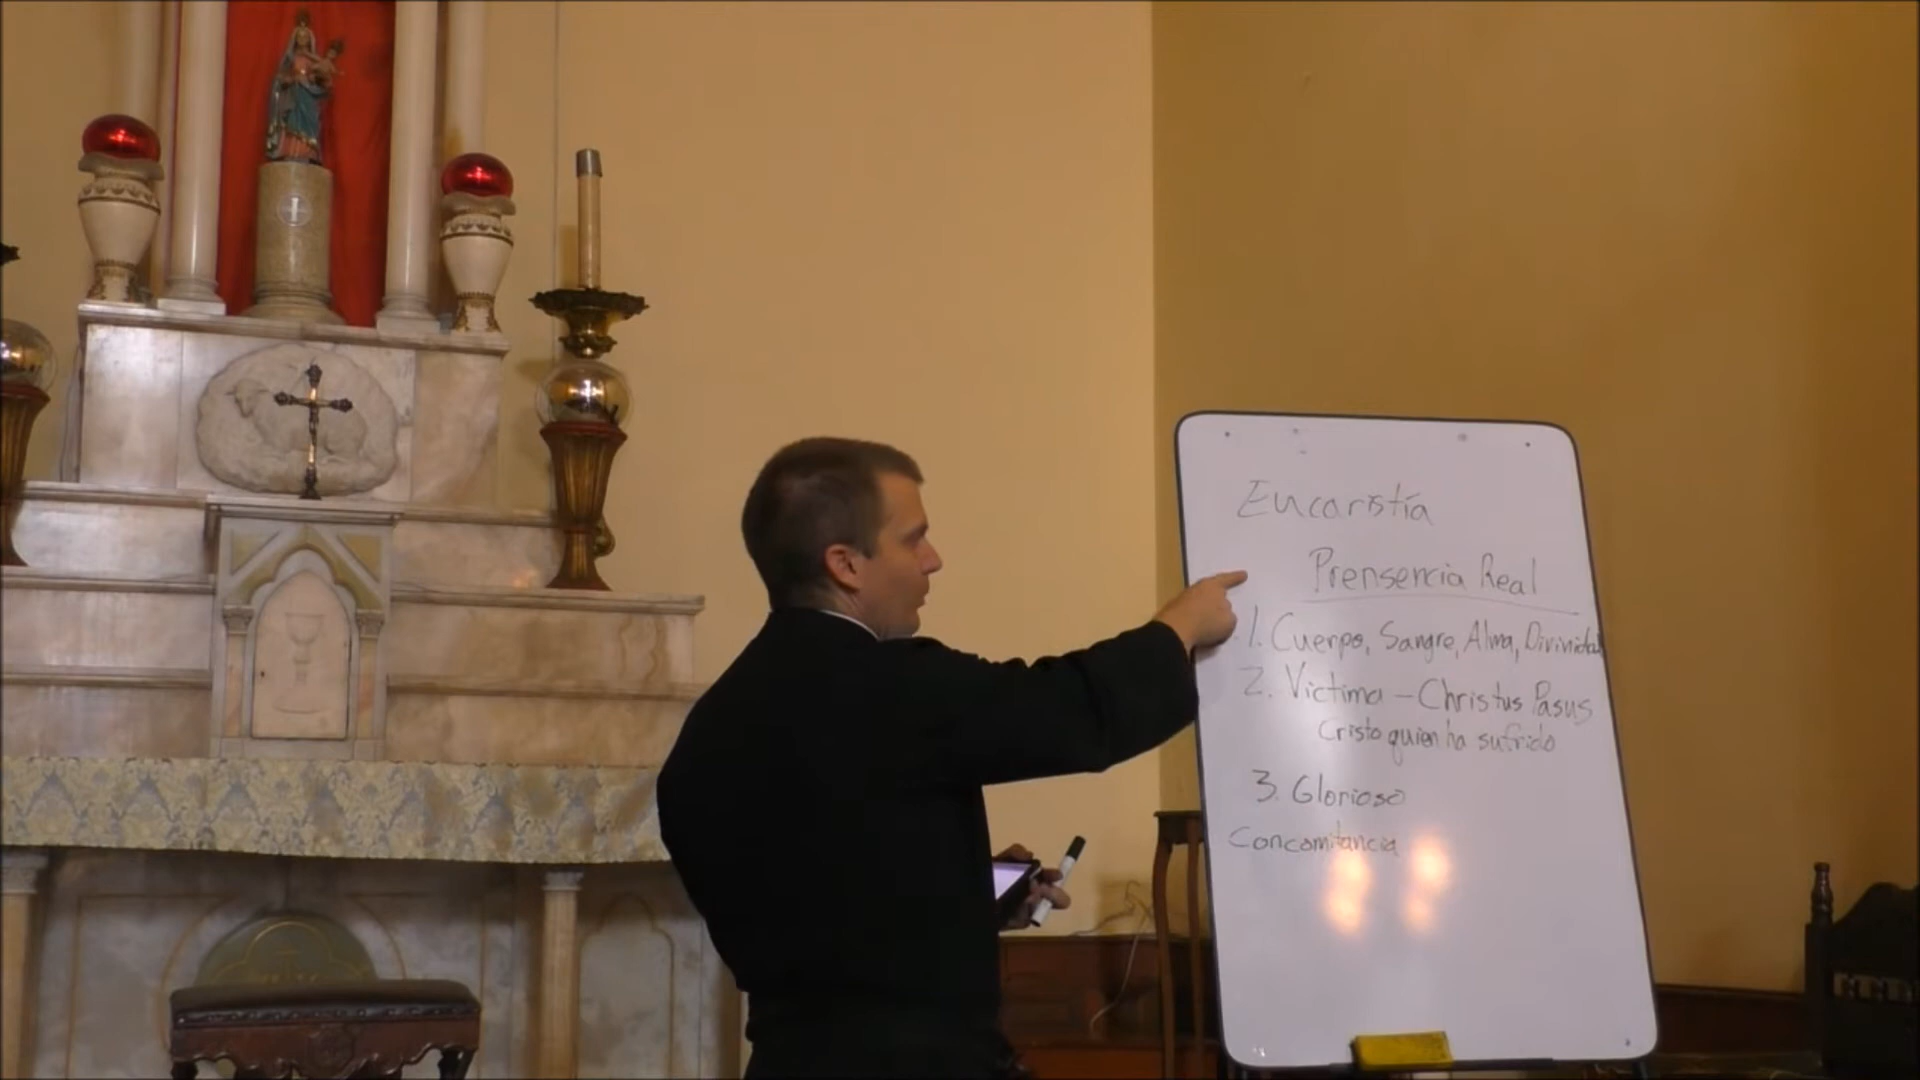 Eucaristía
Prensencia Real
1. Cuerpo, Sangre, Alma, Divinidad
2. Victima - Christus Pasus
Cristo quien ha sufrido
3. Glorioso
Concomitancia